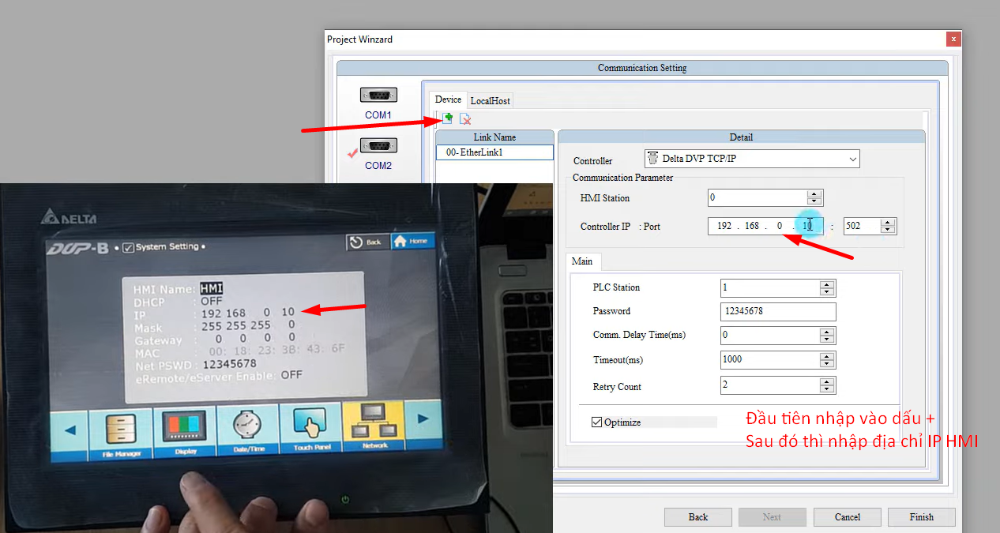 Project Winzard
x
Communication Setting
COM1
COM2
Device
LocalHost
Link Name
00- EtherLink1
Detail
Controller
Delta DVP TCP/IP
Communication Parameter
HMI Station
0
Controller IP : Port
192 . 168 . 0 . 10 : 502
Main
PLC Station
1
Password
12345678
Comm. Delay Time(ms)
0
Timeout(ms)
1000
Retry Count
2
Optimize
Đầu tiên nhập vào dấu +
Sau đó thì nhập địa chỉ IP HMI
Back
Next
Cancel
Finish
DELTA
DOP-B • System Setting •
Back
Home
HMI Name: HMI
DHCP : OFF
IP : 192 168 0 10
Mask : 255 255 255 0
Gateway : 0 0 0 0
MAC : 00: 18: 23: 3B: 43: 6F
Net PSWD : 12345678
eRemote/eServer Enable: OFF
File Manager
Display
Date/Time
Touch Panel
Network